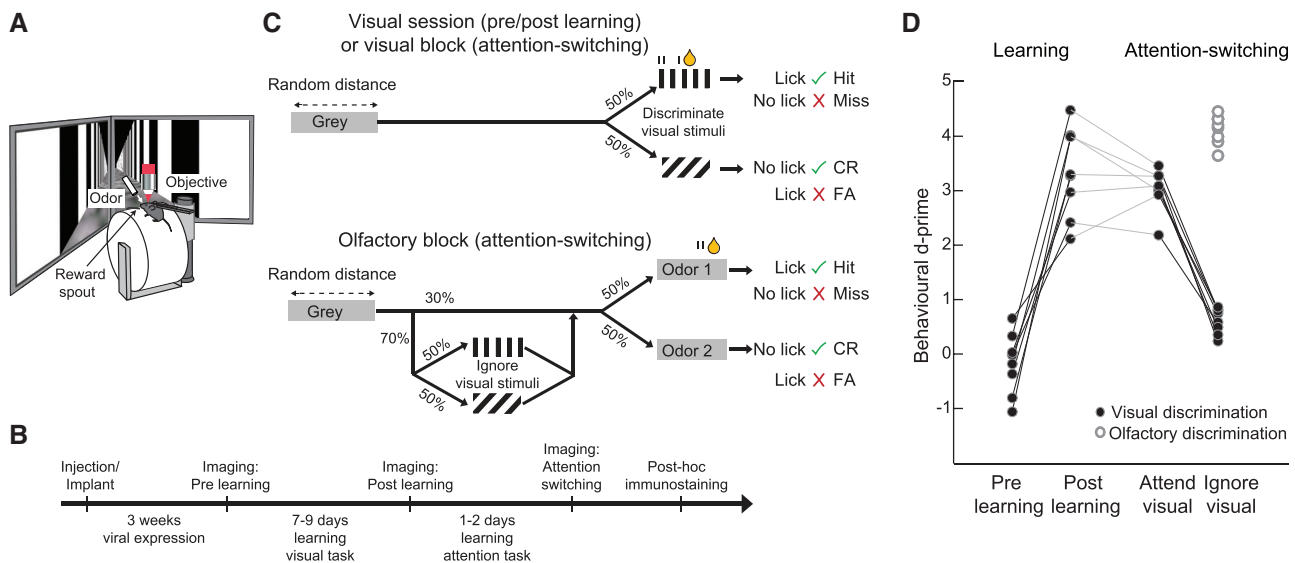 A
Odor
Objective
Reward
spout
C
Visual session (pre/post learning)
or visual block (attention-switching)
Random distance
Grey
50%
50%
Discriminate
visual stimuli
Lick ✓ Hit
No lick ✗ Miss
No lick ✓ CR
Lick ✗ FA
Olfactory block (attention-switching)
Random distance
Grey
30%
70%
50%
50%
Ignore
visual stimuli
50%
50%
Odor 1
Odor 2
Lick ✓ Hit
No lick ✗ Miss
No lick ✓ CR
Lick ✗ FA
B
Injection/
Implant
Imaging:
Pre learning
Imaging:
Post learning
Imaging:
Attention
switching
Post-hoc
immunostaining
3 weeks
viral expression
7-9 days
learning
visual task
1-2 days
learning
attention task
D
Learning
Attention-switching
Behavioural d-prime
5
4
3
2
1
0
-1
Visual discrimination
Olfactory discrimination
Pre
learning
Post
learning
Attend
visual
Ignore
visual